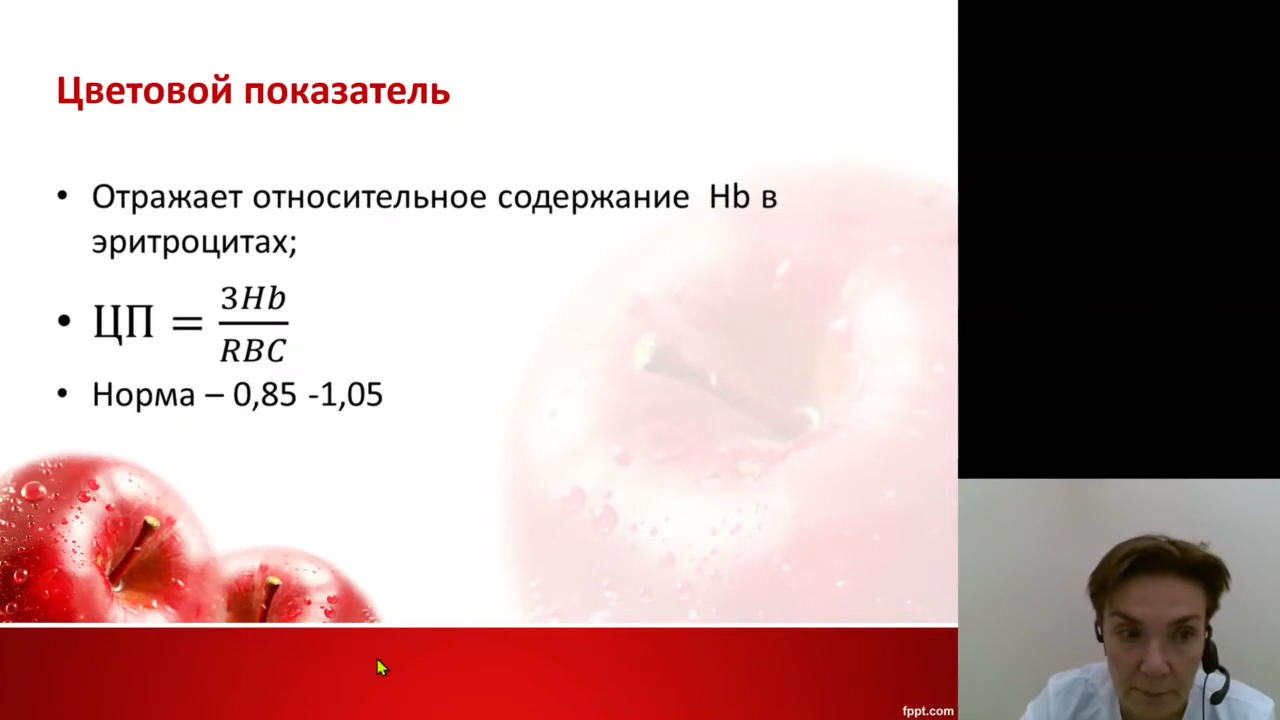 Цветовой показатель
• Отражает относительное содержание Hb в
эритроцитах;
• ЦП = 3Hb / RBC
• Норма – 0,85 -1,05
fppt.com